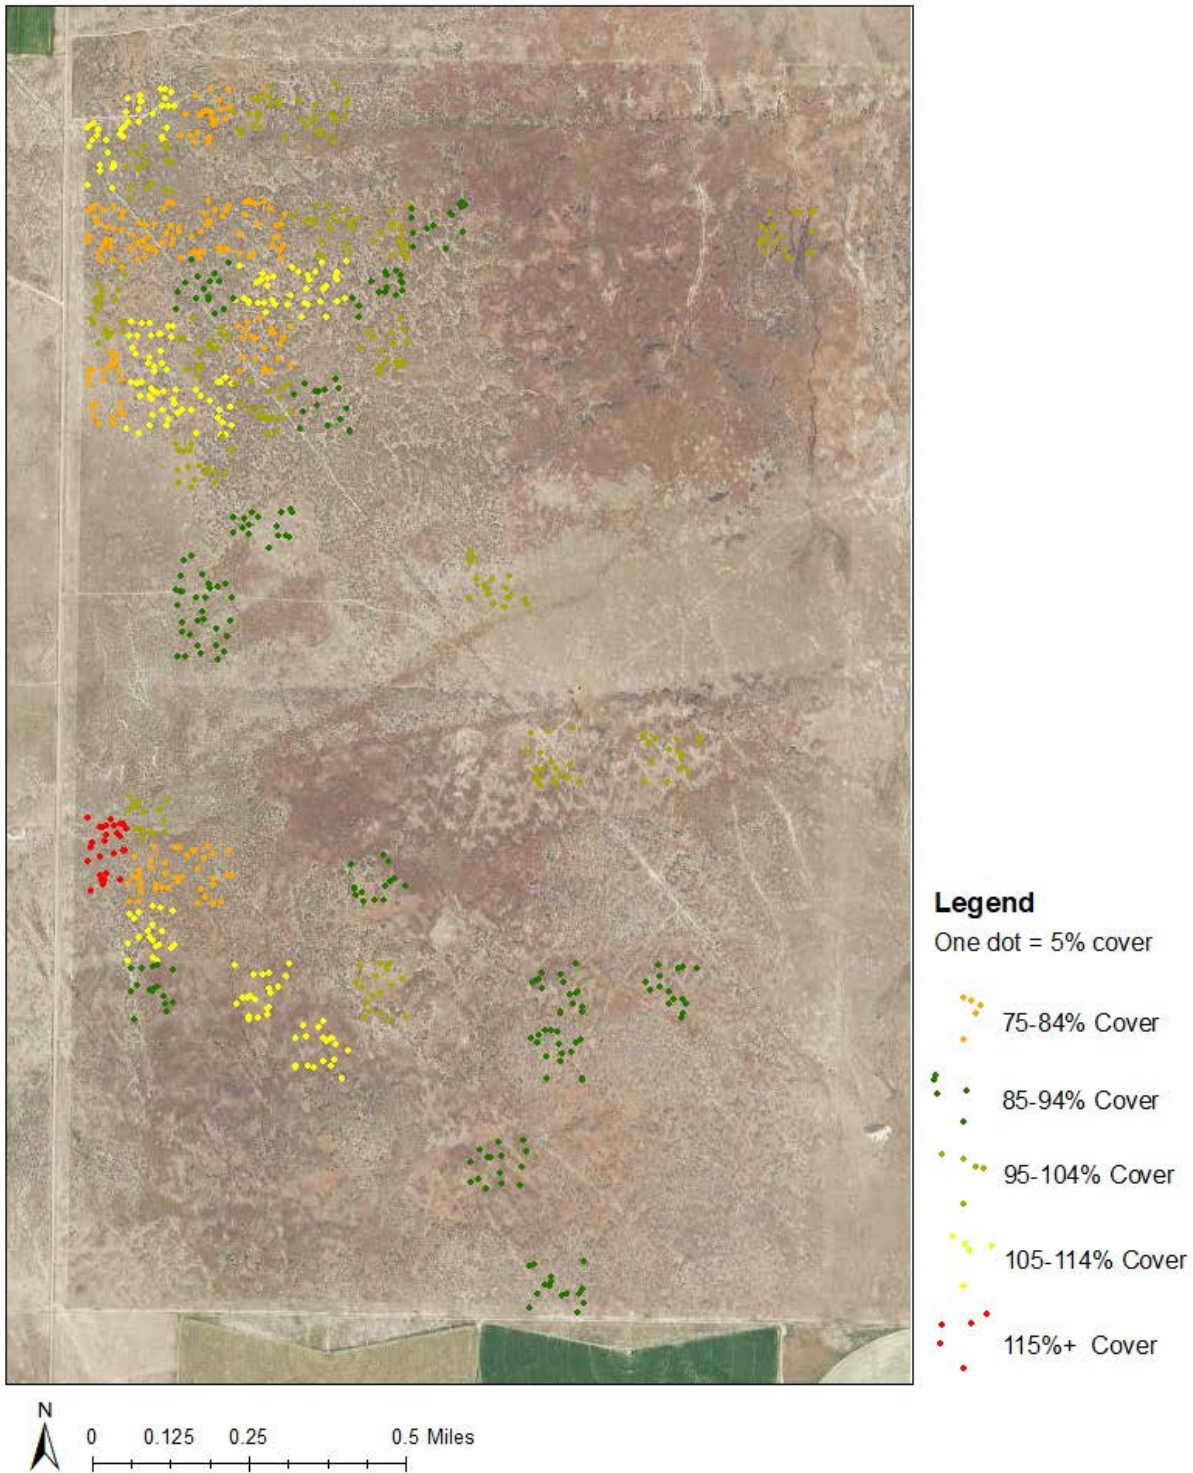 Legend
One dot = 5% cover
75-84% Cover
85-94% Cover
95-104% Cover
105-114% Cover
115%+ Cover
N
0 0.125 0.25 0.5 Miles